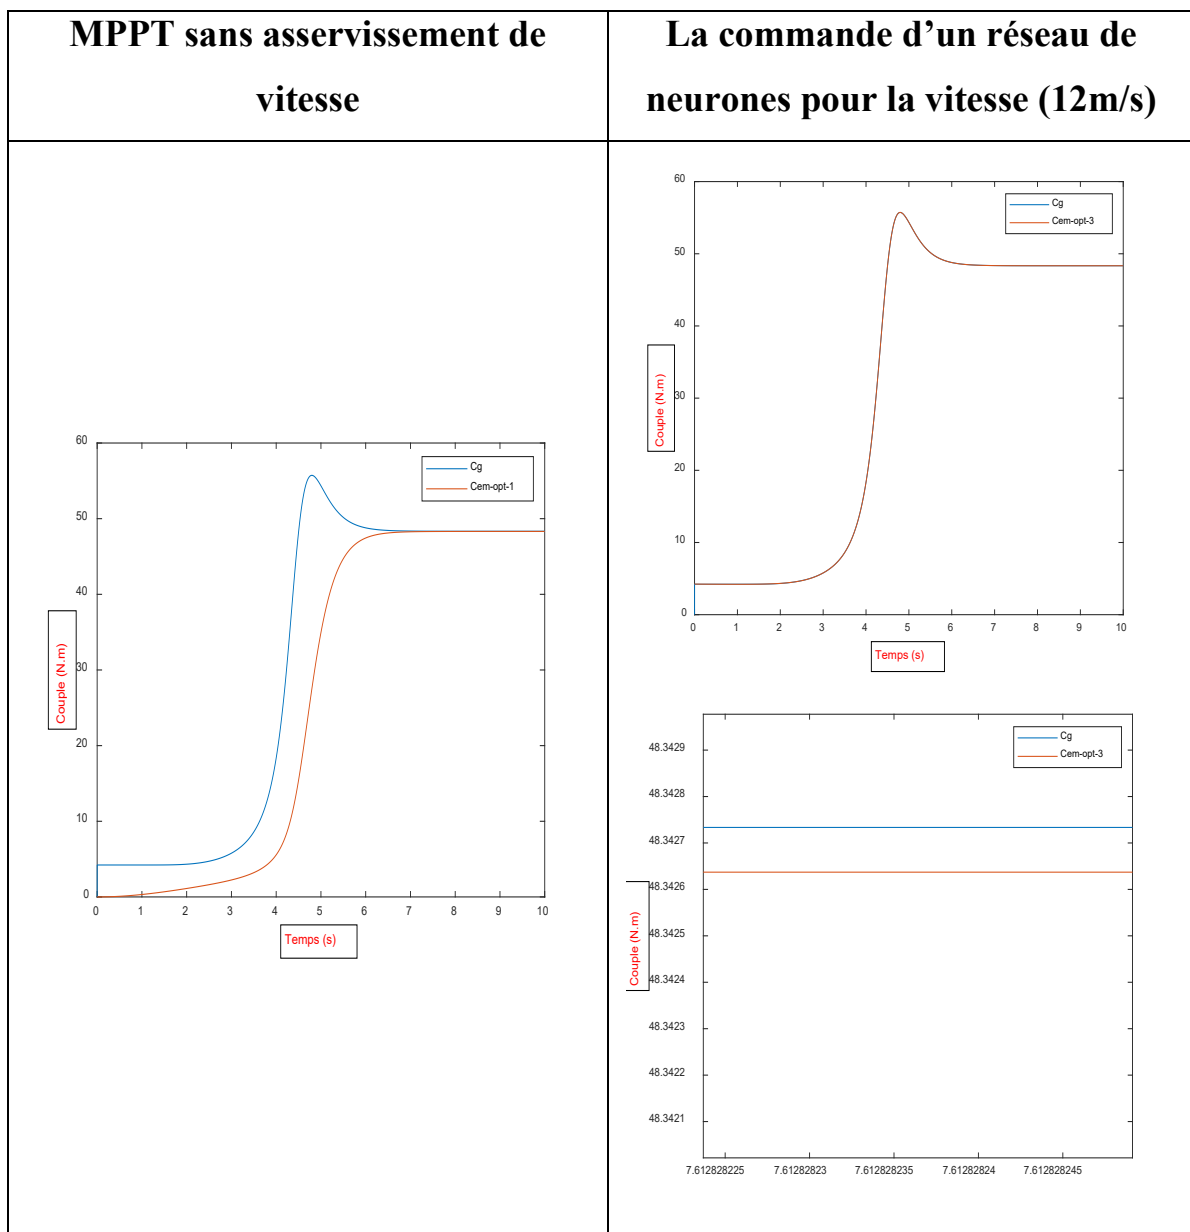 MPPT sans asservissement de
vitesse
La commande d’un réseau de
neurones pour la vitesse (12m/s)
60
50
40
30
20
10
0
Couple (N.m)
Cg
Cem-opt-1
0 1 2 3 4 5 6 7 8 9 10
Temps (s)
60
50
40
30
20
10
0
Couple (N.m)
Cg
Cem-opt-3
0 1 2 3 4 5 6 7 8 9 10
Temps (s)
48.3429
48.3428
48.3427
48.3426
48.3425
48.3424
48.3423
48.3422
48.3421
Couple (N.m)
Cg
Cem-opt-3
7.612828225 7.61282823 7.612828235 7.61282824 7.612828245